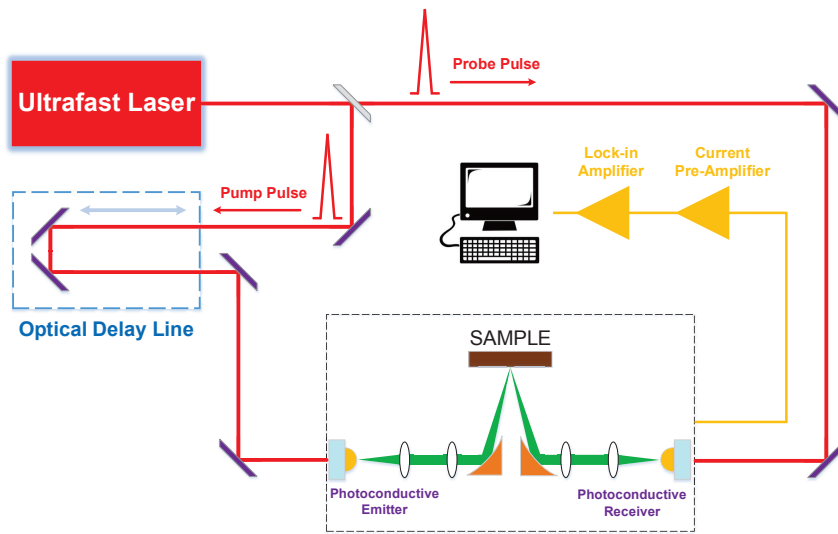 Probe Pulse
Ultrafast Laser
Lock-in
Amplifier
Current
Pre-Amplifier
Pump Pulse
Optical Delay Line
SAMPLE
Photoconductive
Emitter
Photoconductive
Receiver